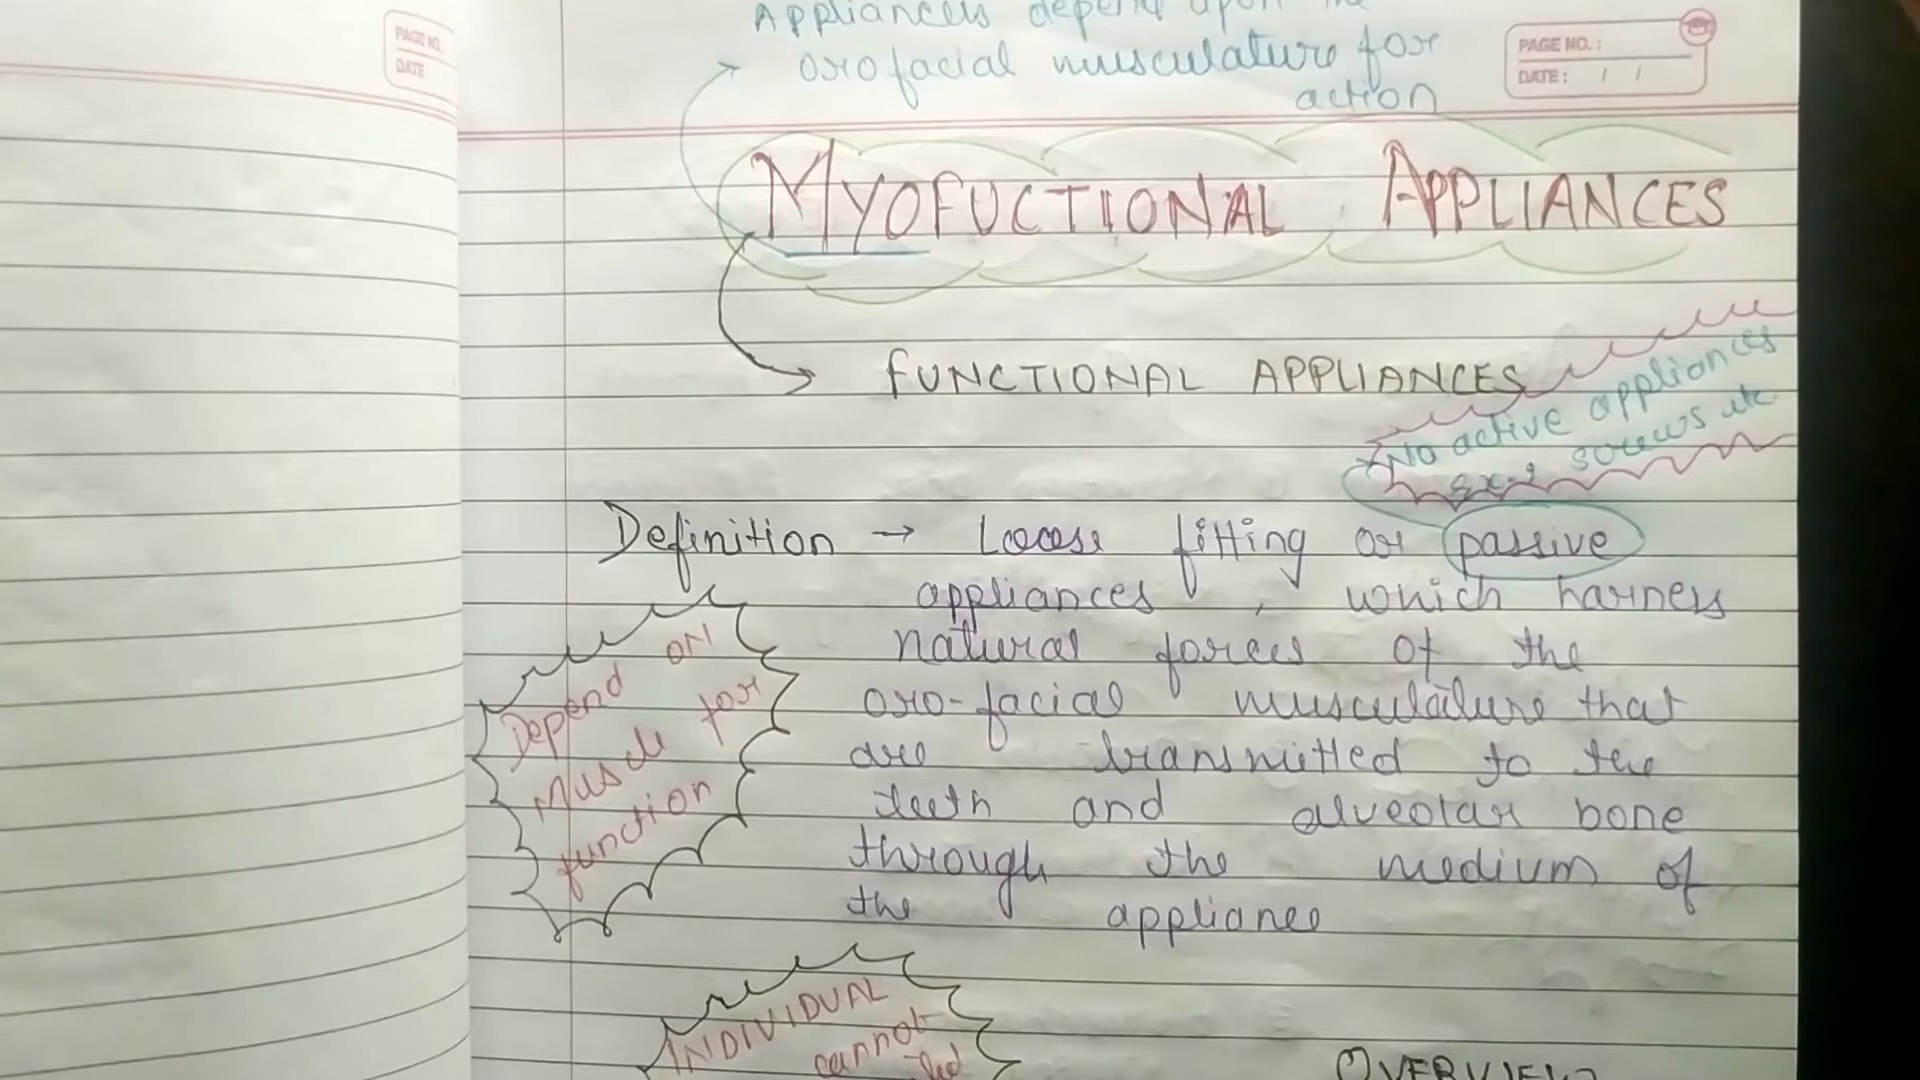 PAGE NO.
DATE
Appliances depend upon the
orofacial musculature for
action
PAGE NO. :
DATE : / /
MYOFUCTIONAL APPLIANCES
FUNCTIONAL APPLIANCES
No active appliances
ex:- screws etc
Definition → Loose fitting or passive
appliances, which harness
natural forces of the
oro-facial musculature that
are transmitted to the
teeth and alveolar bone
through the medium of
the appliance
Depend ON
Muscle for
function
INDIVIDUAL
cannot
OVERVIEW